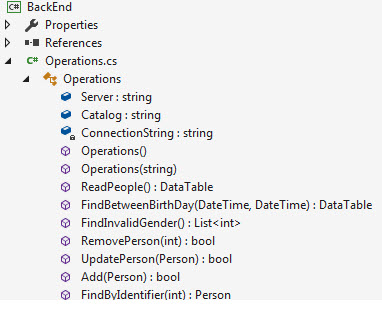 C# BackEnd
Properties
References
C# Operations.cs
Operations
Server : string
Catalog : string
ConnectionString : string
Operations()
Operations(string)
ReadPeople() : DataTable
FindBetweenBirthDay(DateTime, DateTime) : DataTable
FindInvalidGender() : List<int>
RemovePerson(int) : bool
UpdatePerson(Person) : bool
Add(Person) : bool
FindByIdentifier(int) : Person